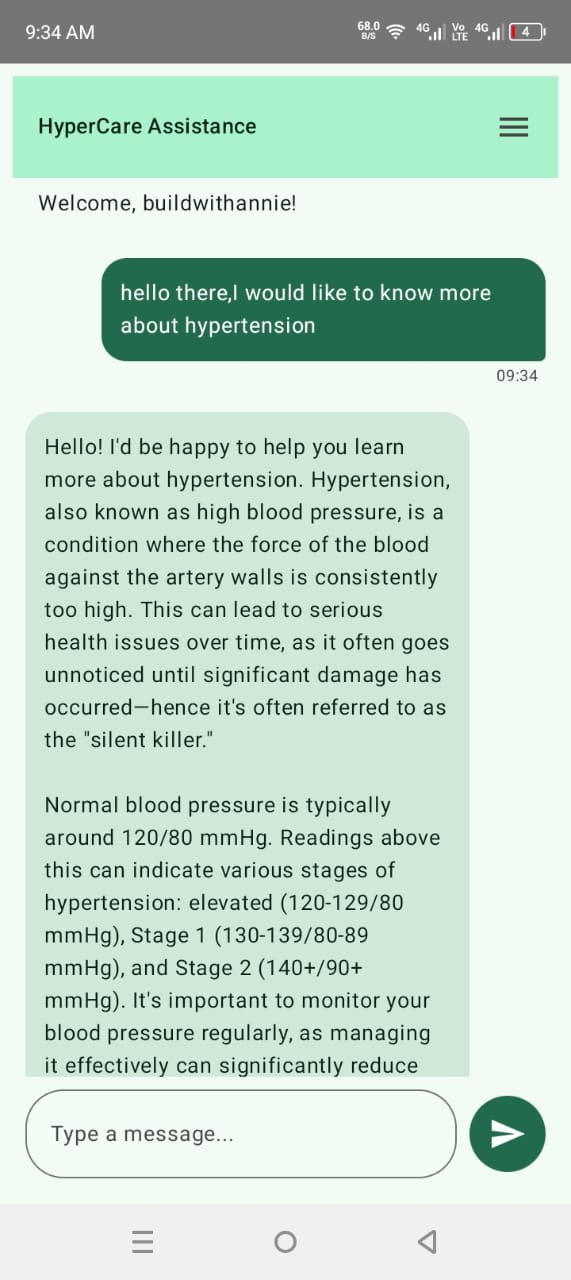 9:34 AM
68.0
B/S
4G
Vo
LTE
4G
4
HyperCare Assistance
Welcome, buildwithannie!
hello there,I would like to know more
about hypertension
09:34
Hello! I'd be happy to help you learn
more about hypertension. Hypertension,
also known as high blood pressure, is a
condition where the force of the blood
against the artery walls is consistently
too high. This can lead to serious
health issues over time, as it often goes
unnoticed until significant damage has
occurred—hence it's often referred to as
the "silent killer."
Normal blood pressure is typically
around 120/80 mmHg. Readings above
this can indicate various stages of
hypertension: elevated (120-129/80
mmHg), Stage 1 (130-139/80-89
mmHg), and Stage 2 (140+/90+
mmHg). It's important to monitor your
blood pressure regularly, as managing
it effectively can significantly reduce
Type a message...